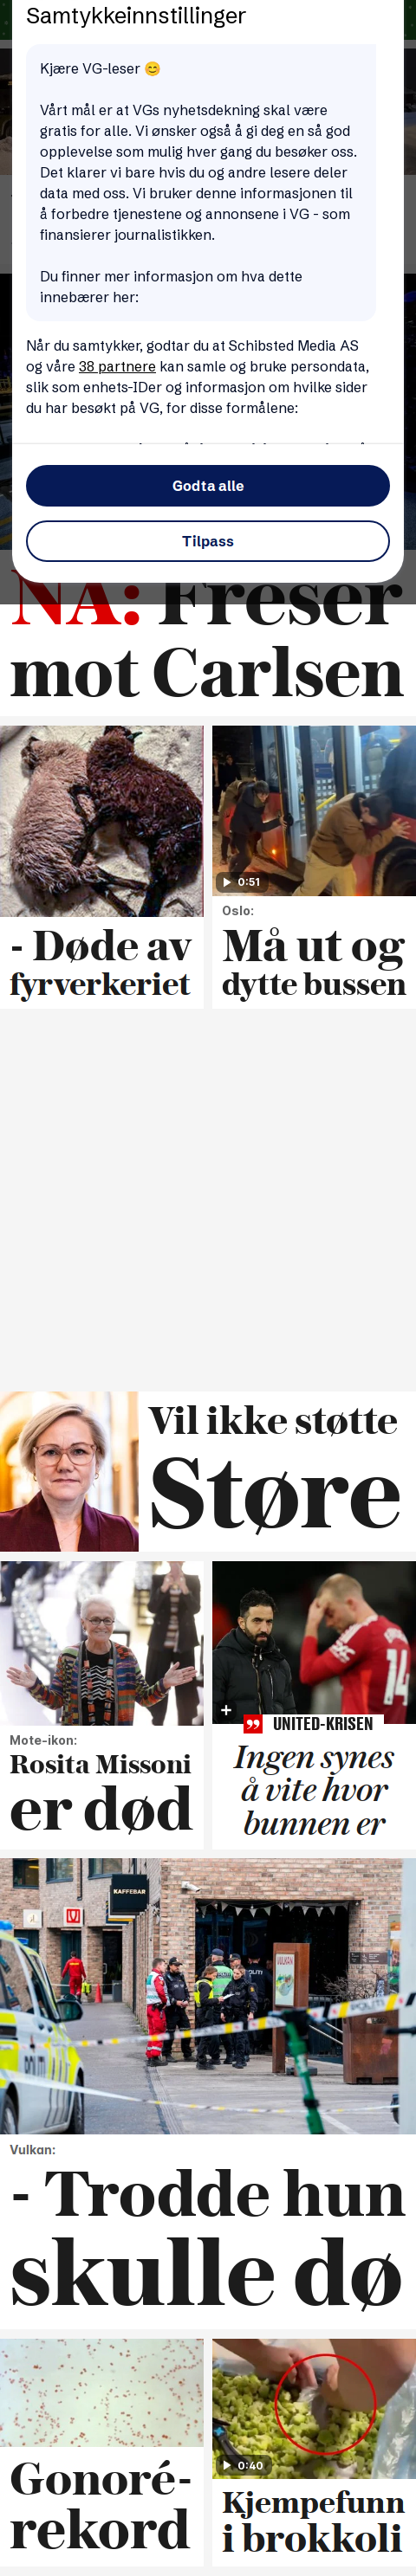 Samtykkeinnstillinger
Kjære VG-leser 😊
Vårt mål er at VGs nyhetsdekning skal være
gratis for alle. Vi ønsker også å gi deg en så god
opplevelse som mulig hver gang du besøker oss.
Det klarer vi bare hvis du og andre lesere deler
data med oss. Vi bruker denne informasjonen til
å forbedre tjenestene og annonsene i VG - som
finansierer journalistikken.
Du finner mer informasjon om hva dette
innebærer her:
Når du samtykker, godtar du at Schibsted Media AS
og våre 38 partnere kan samle og bruke persondata,
slik som enhets-IDer og informasjon om hvilke sider
du har besøkt på VG, for disse formålene:
Godta alle
Tilpass
NÅ: Freser
mot Carlsen
0:51
- Døde av
fyrverkeriet
Oslo:
Må ut og
dytte bussen
Vil ikke støtte
Støre
Mote-ikon:
Rosita Missoni
er død
14
UNITED-KRISEN
Ingen synes
å vite hvor
bunnen er
KAFFEBAR
POLITI
Vulkan:
- Trodde hun
skulle dø
Gonoré-
rekord
0:40
Kjempefunn
i brokkoli